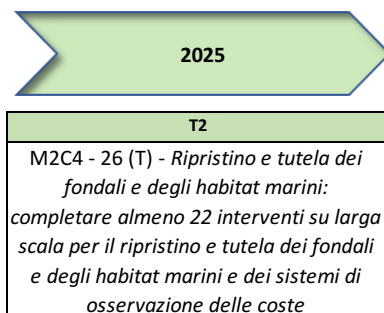 2025
T2
M2C4 - 26 (T) - Ripristino e tutela dei
fondali e degli habitat marini:
completare almeno 22 interventi su larga
scala per il ripristino e tutela dei fondali
e degli habitat marini e dei sistemi di
osservazione delle coste